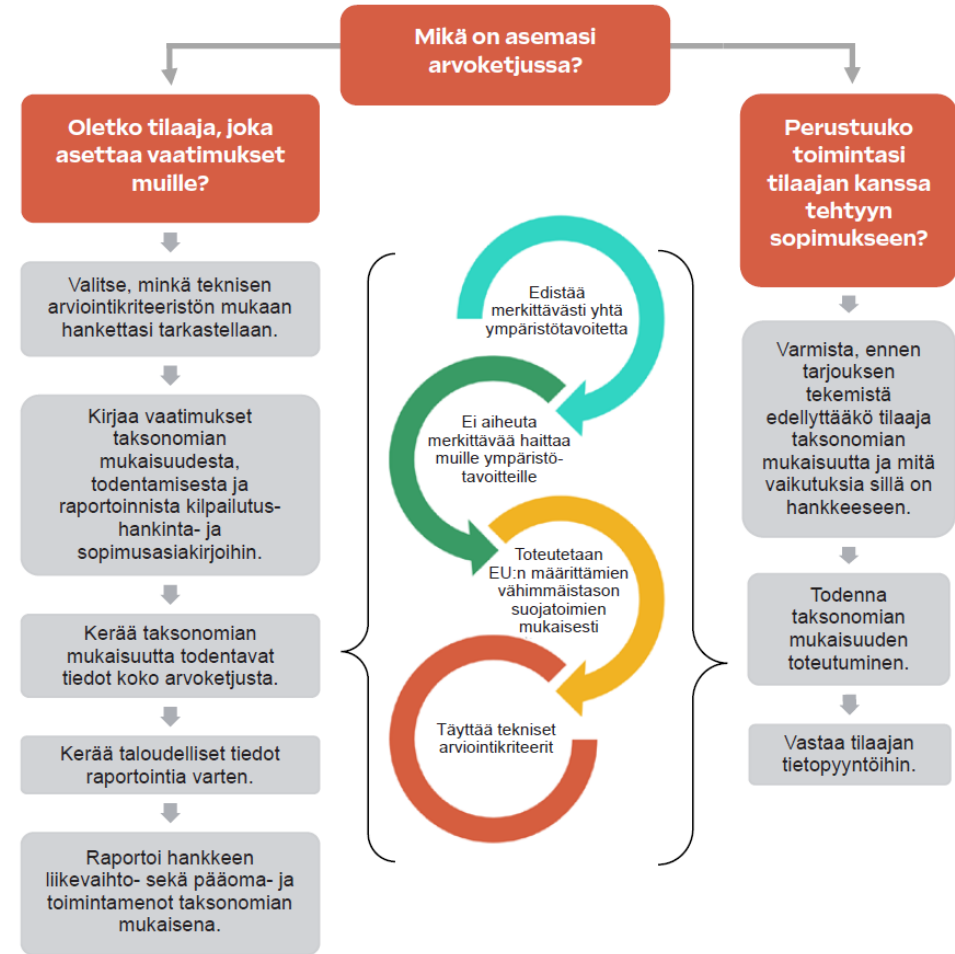 Mikä on asemasi
arvoketjussa?
Oletko tilaaja, joka
asettaa vaatimukset
muille?
Valitse, minkä teknisen
arviointikriteeristön mukaan
hankettasi tarkastellaan.
Kirjaa vaatimukset
taksonomian
mukaisuudesta,
todentamisesta ja
raportoinnista kilpailutus-
hankinta- ja
sopimusasiakirjoihin.
Kerää taksonomian
mukaisuutta todentavat
tiedot koko arvoketjusta.
Kerää taloudelliset tiedot
raportointia varten.
Raportoi hankkeen
liikevaihto- sekä pääoma- ja
toimintamenot taksonomian
mukaisena.
Edistää
merkittävästi yhtä
ympäristötavoitetta
Ei aiheuta
merkittävää haittaa
muille ympäristö-
tavoitteille
Toteutetaan
EU:n määrittämien
vähimmäistason
suojatoimien
mukaisesti
Täyttää tekniset
arviointikriteerit
Perustuuko
toimintasi
tilaajan kanssa
tehtyyn
sopimukseen?
Varmista, ennen
tarjouksen
tekemistä
edellyttääkö tilaaja
taksonomian
mukaisuutta ja mitä
vaikutuksia sillä on
hankkeeseen.
Todenna
taksonomian
mukaisuuden
toteutuminen.
Vastaa tilaajan
tietopyyntöihin.